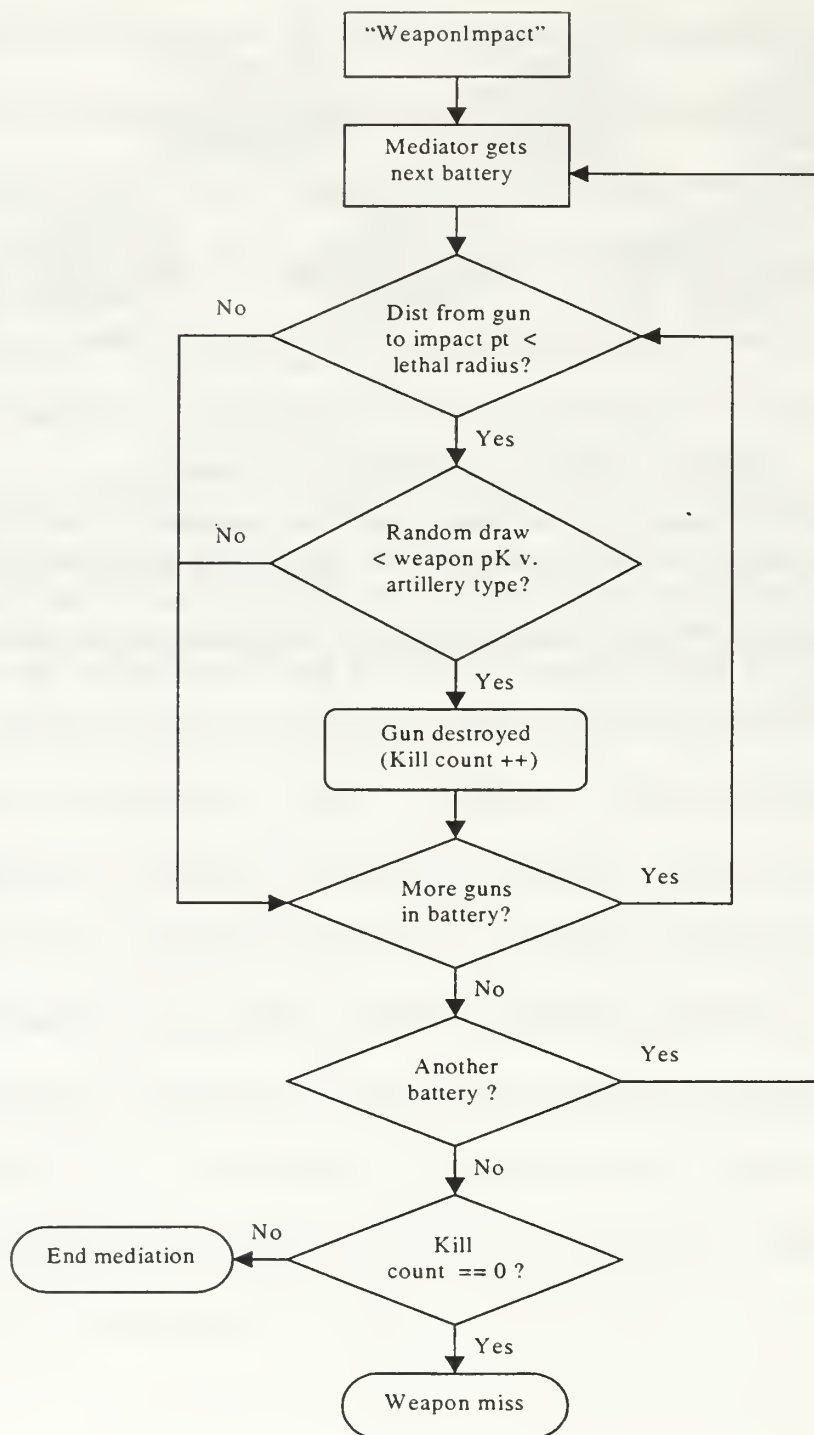 “WeaponImpact”
Mediator gets
next battery
No
Dist from gun
to impact pt <
lethal radius?
Yes
No
Random draw
< weapon pK v.
artillery type?
Yes
Gun destroyed
(Kill count ++)
More guns
in battery?
Yes
No
Another
battery ?
Yes
No
No
End mediation
Kill
count == 0 ?
Yes
Weapon miss